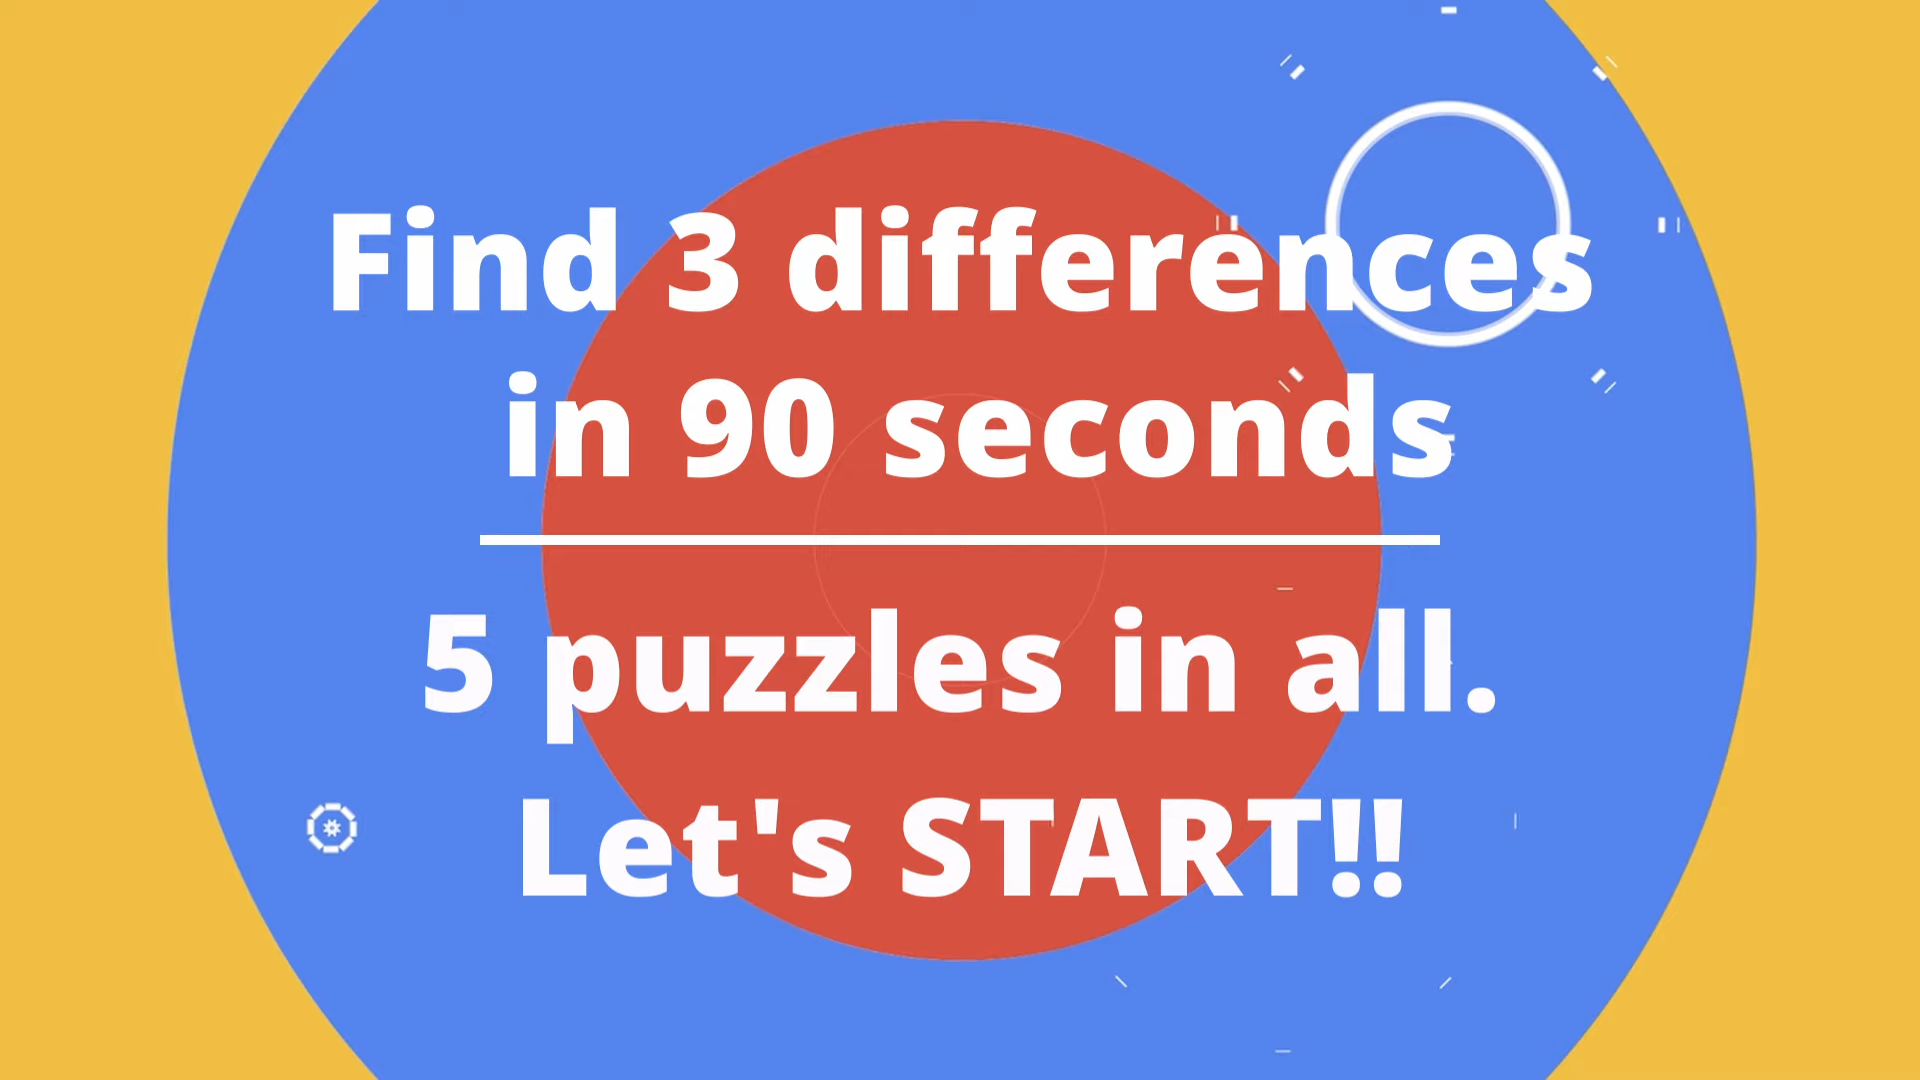 Find 3 differences
in 90 seconds
5 puzzles in all.
Let's START!!